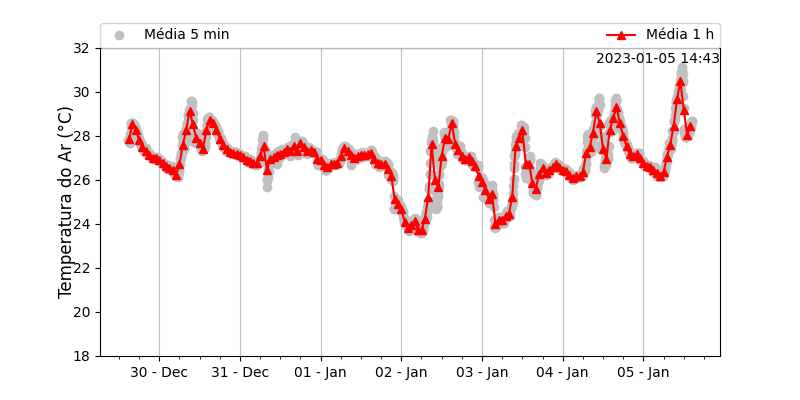 Média 5 min
Média 1 h
2023-01-05 14:43
Temperatura do Ar (°C)
32
30
28
26
24
22
20
18
30 - Dec
31 - Dec
01 - Jan
02 - Jan
03 - Jan
04 - Jan
05 - Jan